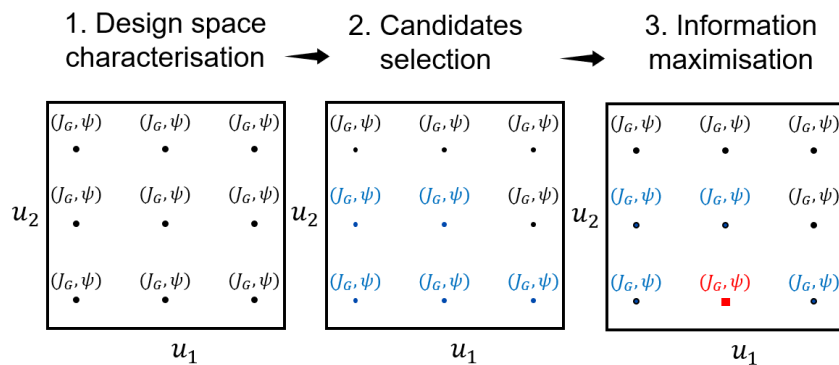 1. Design space
characterisation
2. Candidates
selection
3. Information
maximisation
(J_G, ψ) (J_G, ψ) (J_G, ψ)
(J_G, ψ) (J_G, ψ) (J_G, ψ)
(J_G, ψ) (J_G, ψ) (J_G, ψ)
u_2
u_1
(J_G, ψ) (J_G, ψ) (J_G, ψ)
(J_G, ψ) (J_G, ψ) (J_G, ψ)
(J_G, ψ) (J_G, ψ) (J_G, ψ)
u_2
u_1
(J_G, ψ) (J_G, ψ) (J_G, ψ)
(J_G, ψ) (J_G, ψ) (J_G, ψ)
(J_G, ψ) (J_G, ψ) (J_G, ψ)
u_2
u_1